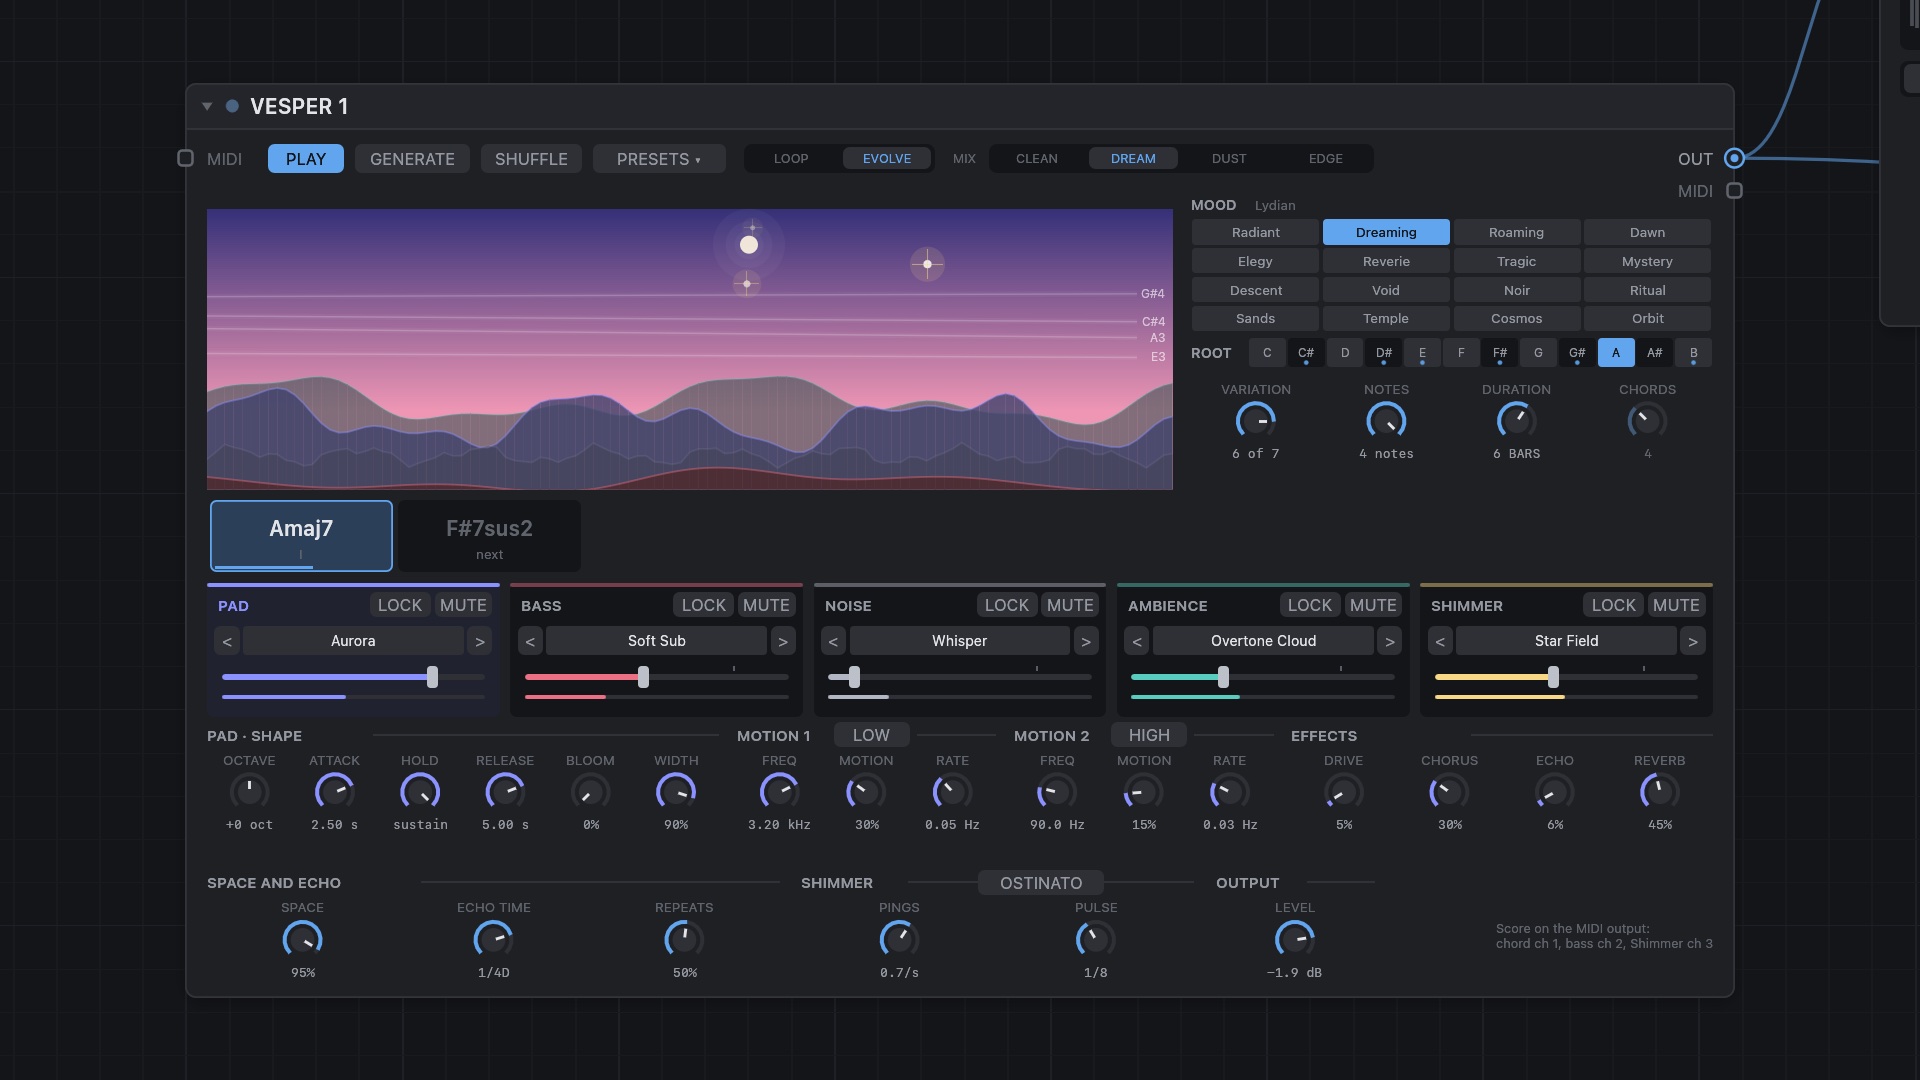 VESPER 1
MIDI PLAY GENERATE SHUFFLE PRESETS ▾ LOOP EVOLVE MIX CLEAN DREAM DUST EDGE OUT
MIDI
MOOD Lydian
Radiant Dreaming Roaming Dawn
Elegy Reverie Tragic Mystery
Descent Void Noir Ritual
Sands Temple Cosmos Orbit
G#4
C#4
A3
E3
ROOT C C# D D# E F F# G G# A A# B
VARIATION NOTES DURATION CHORDS
6 of 7 4 notes 6 BARS 4
Amaj7 F#7sus2
I next
PAD LOCK MUTE BASS LOCK MUTE NOISE LOCK MUTE AMBIENCE LOCK MUTE SHIMMER LOCK MUTE
< Aurora > < Soft Sub > < Whisper > < Overtone Cloud > < Star Field >
PAD · SHAPE MOTION 1 LOW MOTION 2 HIGH EFFECTS
OCTAVE ATTACK HOLD RELEASE BLOOM WIDTH FREQ MOTION RATE FREQ MOTION RATE DRIVE CHORUS ECHO REVERB
+0 oct 2.50 s sustain 5.00 s 0% 90% 3.20 kHz 30% 0.05 Hz 90.0 Hz 15% 0.03 Hz 5% 30% 6% 45%
SPACE AND ECHO SHIMMER OSTINATO OUTPUT
SPACE ECHO TIME REPEATS PINGS PULSE LEVEL
95% 1/4D 50% 0.7/s 1/8 −1.9 dB
Score on the MIDI output:
chord ch 1, bass ch 2, Shimmer ch 3